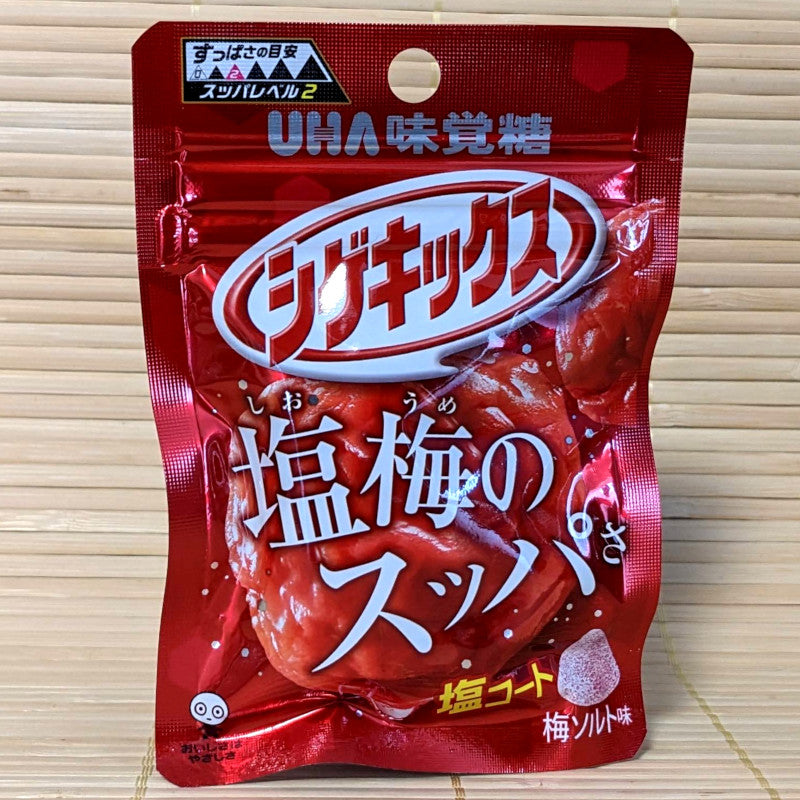 すっぱさの目安
2
スッパレベル2
UHA味覚糖
シゲキックス
しお うめ
塩梅の
スッパさ
塩コート
梅ソルト味
おいしさは
やさしさ